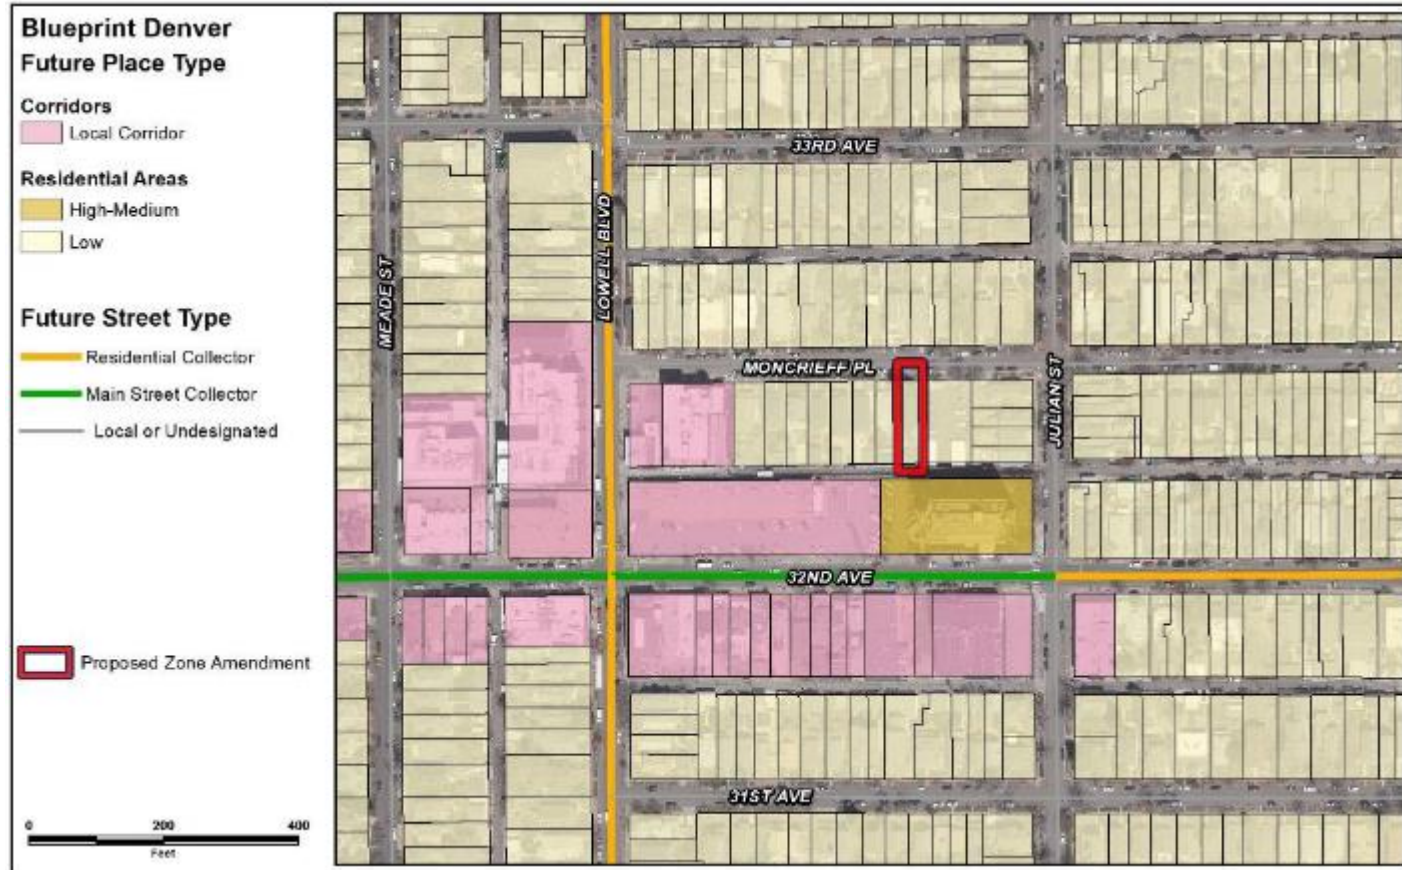 Blueprint Denver
Future Place Type
Corridors
Local Corridor
Residential Areas
High-Medium
Low
Future Street Type
Residential Collector
Main Street Collector
Local or Undesignated
Proposed Zone Amendment
0 200 400
Feet
33RD AVE
LOWELL BLVD
MEADE ST
MONCRIEFF PL
JULIAN ST
32ND AVE
31ST AVE